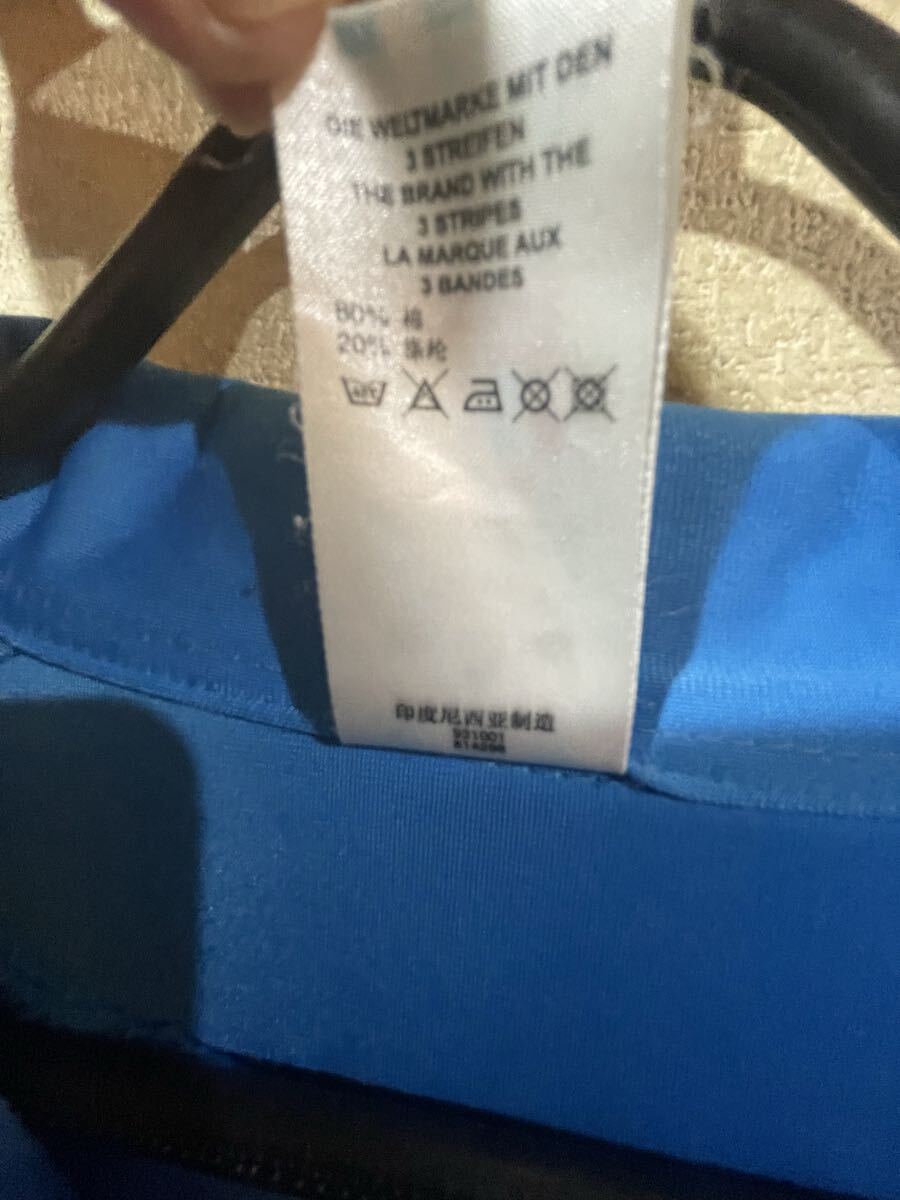 DIE WELTMARKE MIT DEN
3 STREIFEN
THE BRAND WITH THE
3 STRIPES
LA MARQUE AUX
3 BANDES
80% 棉
20% 涤纶
印度尼西亚制造
921001